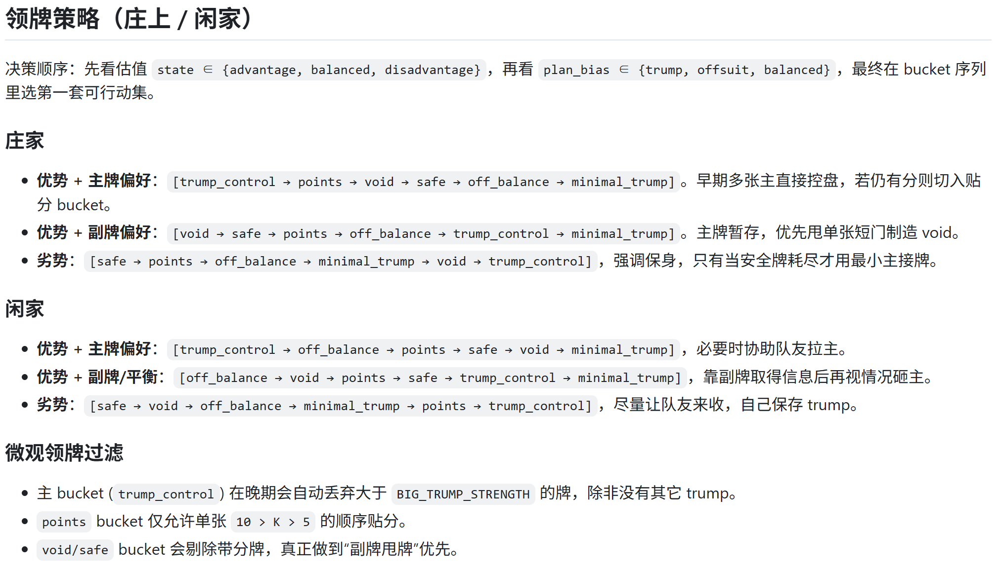 领牌策略（庄上 / 闲家）
决策顺序：先看估值 state ∈ {advantage, balanced, disadvantage}，再看 plan_bias ∈ {trump, offsuit, balanced}，最终在 bucket 序列
里选第一套可行动集。
庄家
• 优势 + 主牌偏好：[trump_control → points → void → safe → off_balance → minimal_trump]。早期多张主直接控盘，若仍有分则切入贴
分 bucket。
• 优势 + 副牌偏好：[void → safe → points → off_balance → trump_control → minimal_trump]。主牌暂存，优先甩单张短门制造 void。
• 劣势：[safe → points → off_balance → minimal_trump → void → trump_control]，强调保身，只有当安全牌耗尽才用最小主接牌。
闲家
• 优势 + 主牌偏好：[trump_control → off_balance → points → safe → void → minimal_trump]，必要时协助队友拉主。
• 优势 + 副牌/平衡：[off_balance → void → points → safe → trump_control → minimal_trump]，靠副牌取得信息后再视情况砸主。
• 劣势：[safe → void → off_balance → minimal_trump → points → trump_control]，尽量让队友来收，自己保存 trump。
微观领牌过滤
• 主 bucket (trump_control) 在晚期会自动丢弃大于 BIG_TRUMP_STRENGTH 的牌，除非没有其它 trump。
• points bucket 仅允许单张 10 > K > 5 的顺序贴分。
• void/safe bucket 会剔除带分牌，真正做到“副牌甩牌”优先。